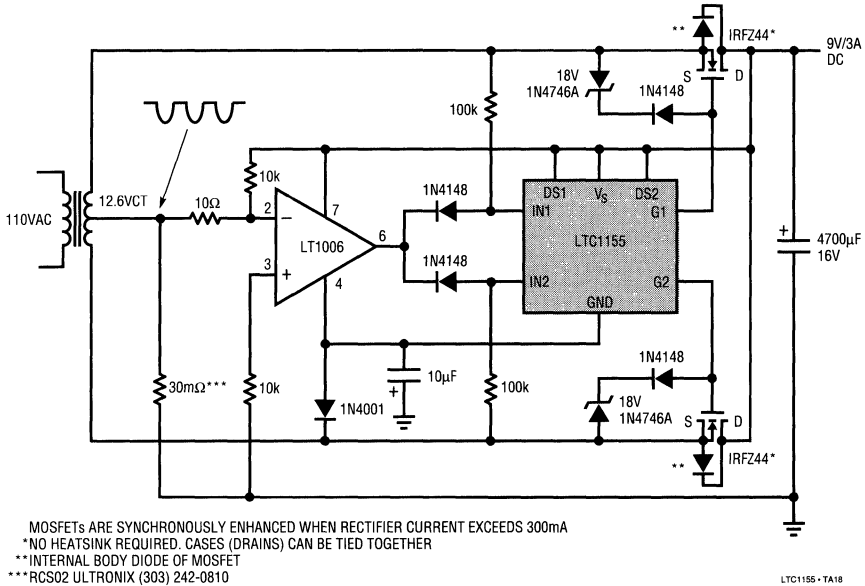 **
IRFZ44*
9V/3A
DC
18V
1N4746A
1N4148
S
D
100k
10k
12.6VCT
110VAC
10Ω
2
−
7
LT1006
6
3
+
4
1N4148
1N4148
DS1
VS
DS2
IN1
G1
LTC1155
IN2
G2
GND
+
4700µF
16V
30mΩ***
10k
1N4001
10µF
+
100k
1N4148
18V
1N4746A
S
D
**
IRFZ44*
MOSFETs ARE SYNCHRONOUSLY ENHANCED WHEN RECTIFIER CURRENT EXCEEDS 300mA
*NO HEATSINK REQUIRED. CASES (DRAINS) CAN BE TIED TOGETHER
**INTERNAL BODY DIODE OF MOSFET
***RCS02 ULTRONIX (303) 242-0810
LTC1155 • TA18